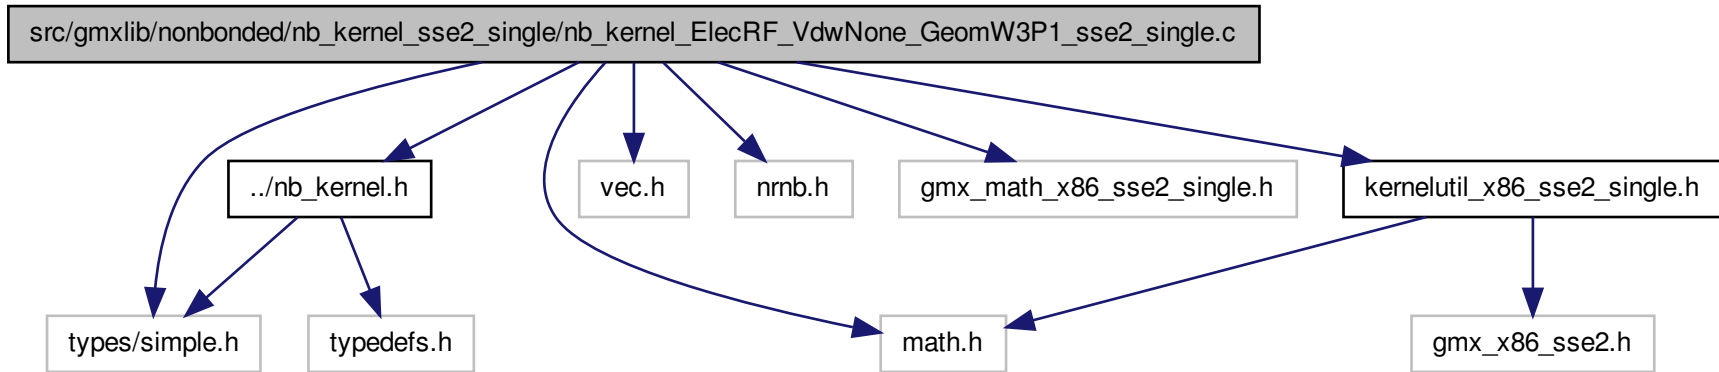 src/gmxlib/nonbonded/nb_kernel_sse2_single/nb_kernel_ElecRF_VdwNone_GeomW3P1_sse2_single.c
../nb_kernel.h
vec.h
nrnb.h
gmx_math_x86_sse2_single.h
kernelutil_x86_sse2_single.h
types/simple.h
typedefs.h
math.h
gmx_x86_sse2.h